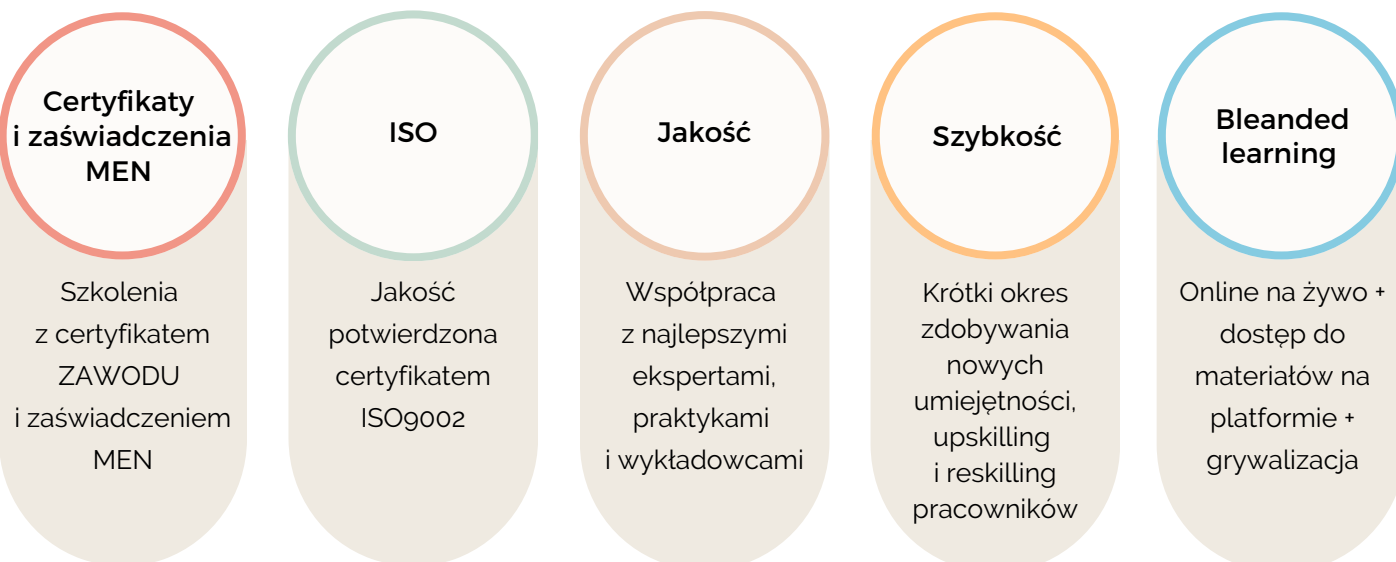 Certyfikaty
i zaświadczenia
MEN
Szkolenia
z certyfikatem
ZAWODU
i zaświadczeniem
MEN
ISO
Jakość
potwierdzona
certyfikatem
ISO9002
Jakość
Współpraca
z najlepszymi
ekspertami,
praktykami
i wykładowcami
Szybkość
Krótki okres
zdobywania
nowych
umiejętności,
upskilling
i reskilling
pracowników
Bleanded
learning
Online na żywo +
dostęp do
materiałów na
platformie +
grywalizacja